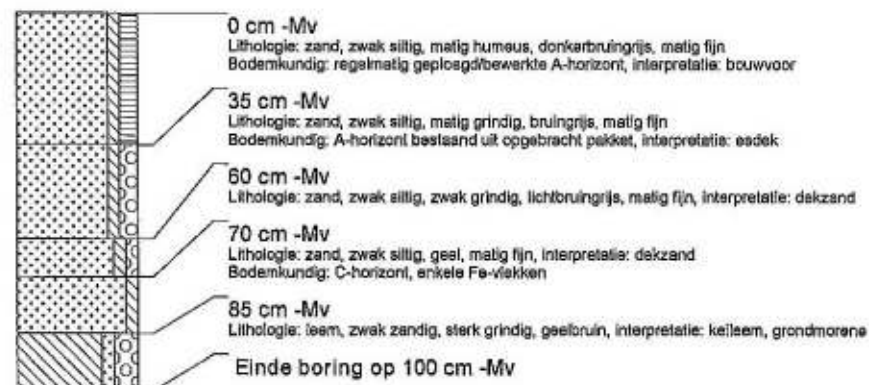 0 cm -Mv
Lithologie: zand, zwak siltig, matig humeus, donkerbruingrijs, matig fijn
Bodemkundig: regelmatig geploegd/bewerkte A-horizont, interpretatie: bouwvoor
35 cm -Mv
Lithologie: zand, zwak siltig, matig grindig, bruingrijs, matig fijn
Bodemkundig: A-horizont bestaand uit opgebracht pakket, interpretatie: esdek
60 cm -Mv
Lithologie: zand, zwak siltig, zwak grindig, lichtbruingrijs, matig fijn, interpretatie: dekzand
70 cm -Mv
Lithologie: zand, zwak siltig, geel, matig fijn, interpretatie: dekzand
Bodemkundig: C-horizont, enkele Fe-vlekken
85 cm -Mv
Lithologie: leem, zwak zandig, sterk grindig, geelbruin, interpretatie: keileem, grondmorene
Einde boring op 100 cm -Mv